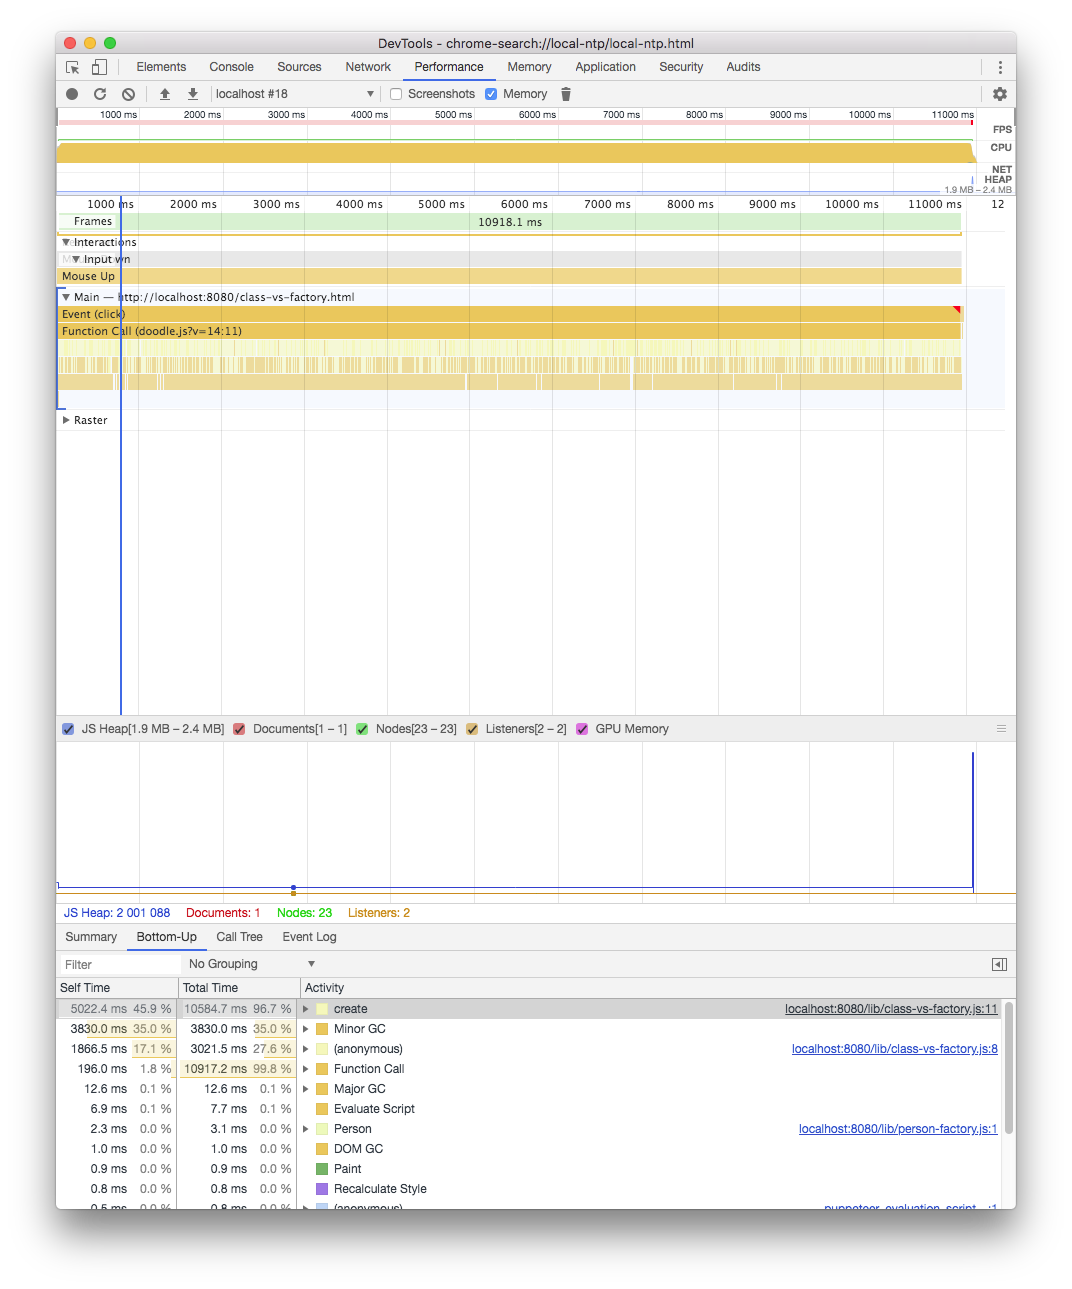 DevTools - chrome-search://local-ntp/local-ntp.html
Elements Console Sources Network Performance Memory Application Security Audits
localhost #18 Screenshots Memory
1000 ms 2000 ms 3000 ms 4000 ms 5000 ms 6000 ms 7000 ms 8000 ms 9000 ms 10000 ms 11000 ms
FPS
CPU
NET
HEAP
1.9 MB – 2.4 MB
1000 ms 2000 ms 3000 ms 4000 ms 5000 ms 6000 ms 7000 ms 8000 ms 9000 ms 10000 ms 11000 ms 12
Frames 10918.1 ms
Interactions
Input
Mouse Up
Main — http://localhost:8080/class-vs-factory.html
Event (click)
Function Call (doodle.js?v=14:11)
Raster
JS Heap[1.9 MB – 2.4 MB] Documents[1 – 1] Nodes[23 – 23] Listeners[2 – 2] GPU Memory
JS Heap: 2 001 088 Documents: 1 Nodes: 23 Listeners: 2
Summary Bottom-Up Call Tree Event Log
Filter No Grouping
Self Time Total Time Activity
5022.4 ms 45.9 % 10584.7 ms 96.7 % create localhost:8080/lib/class-vs-factory.js:11
3830.0 ms 35.0 % 3830.0 ms 35.0 % Minor GC
1866.5 ms 17.1 % 3021.5 ms 27.6 % (anonymous) localhost:8080/lib/class-vs-factory.js:8
196.0 ms 1.8 % 10917.2 ms 99.8 % Function Call
12.6 ms 0.1 % 12.6 ms 0.1 % Major GC
6.9 ms 0.1 % 7.7 ms 0.1 % Evaluate Script
2.3 ms 0.0 % 3.1 ms 0.0 % Person localhost:8080/lib/person-factory.js:1
1.0 ms 0.0 % 1.0 ms 0.0 % DOM GC
0.9 ms 0.0 % 0.9 ms 0.0 % Paint
0.8 ms 0.0 % 0.8 ms 0.0 % Recalculate Style
0.5 ms 0.0 % 0.8 ms 0.0 % (anonymous) puppeteer_evaluation_script_:1